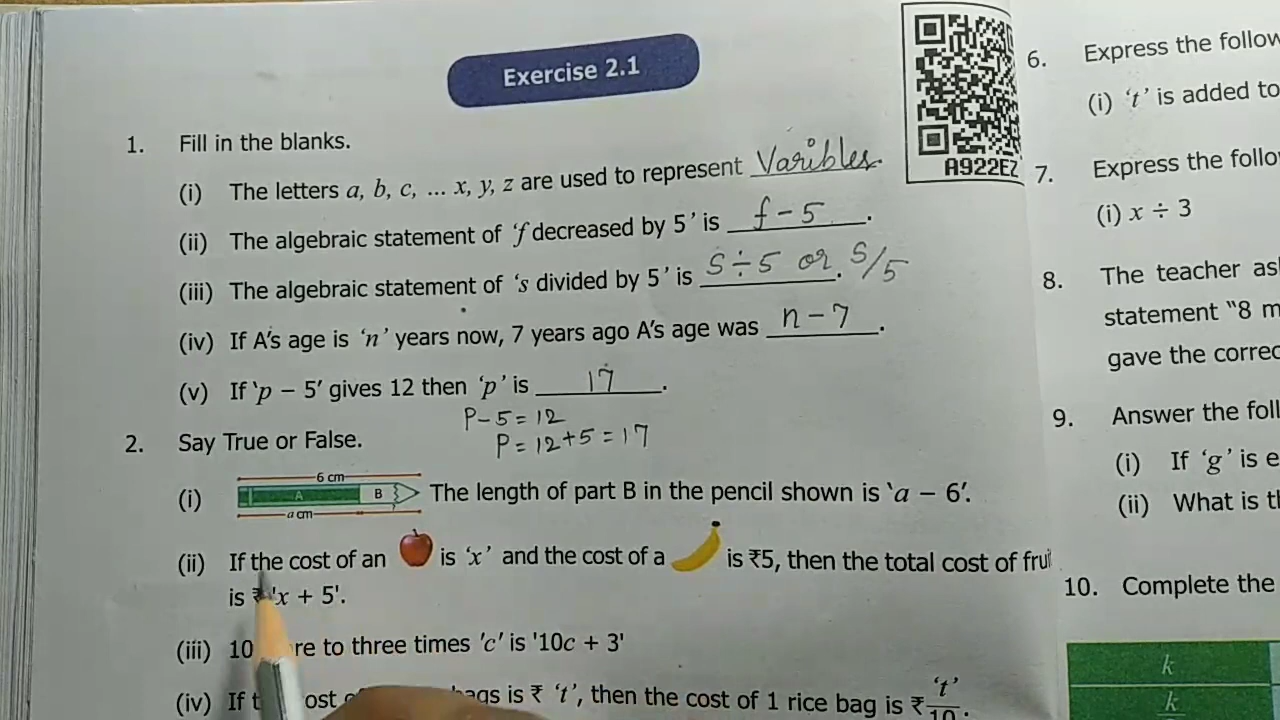 Exercise 2.1
A922EZ
1. Fill in the blanks.
(i) The letters a, b, c, ... x, y, z are used to represent Varibles.
(ii) The algebraic statement of ‘f decreased by 5’ is f - 5.
(iii) The algebraic statement of ‘s divided by 5’ is S ÷ 5 or S/5.
(iv) If A’s age is ‘n’ years now, 7 years ago A’s age was n - 7.
(v) If ‘p − 5’ gives 12 then ‘p’ is 17.
P - 5 = 12
P = 12 + 5 = 17
2. Say True or False.
6 cm
(i) A B The length of part B in the pencil shown is ‘a − 6’.
a cm
(ii) If the cost of an is ‘x’ and the cost of a is ₹5, then the total cost of frui
is ₹ 'x + 5'.
(iii) 10 re to three times 'c' is '10c + 3'
(iv) If t ost bags is ₹ ‘t’, then the cost of 1 rice bag is ₹ ‘t’/10.
6. Express the follow
(i) ‘t’ is added to
7. Express the follo
(i) x ÷ 3
8. The teacher as
statement “8 m
gave the correc
9. Answer the foll
(i) If ‘g’ is e
(ii) What is t
10. Complete the
k
k